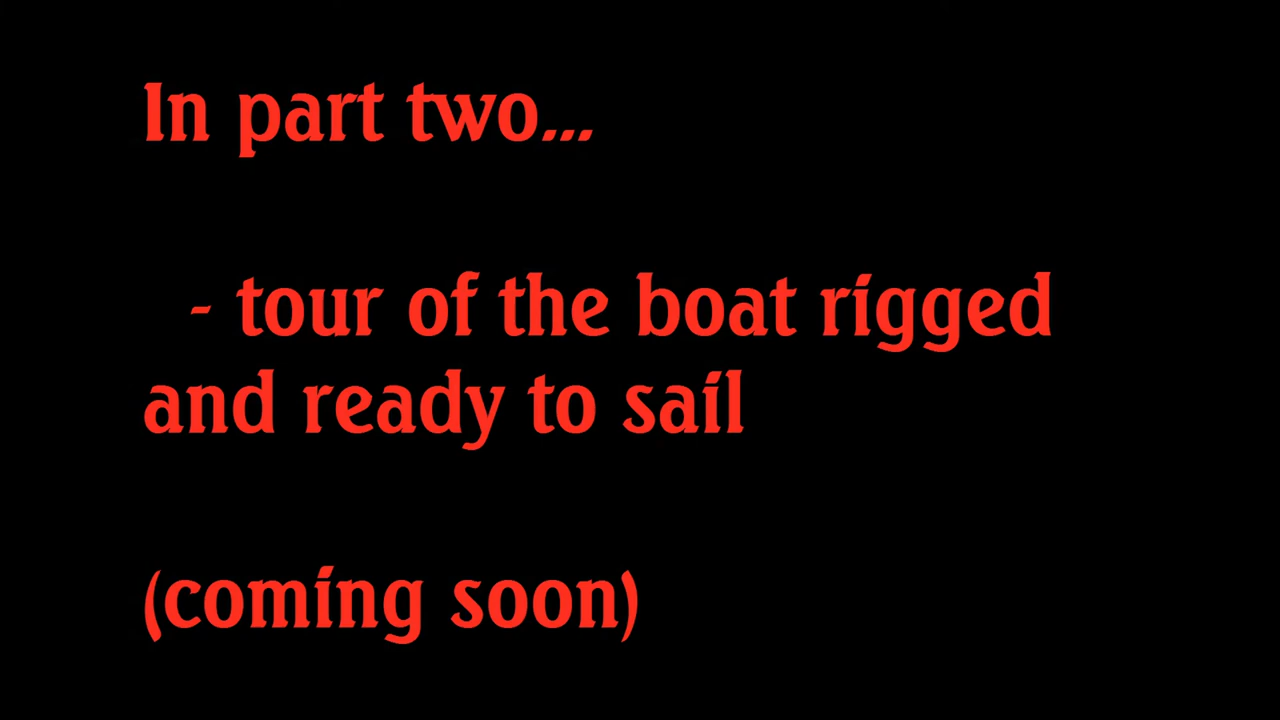 In part two...
- tour of the boat rigged
and ready to sail
(coming soon)